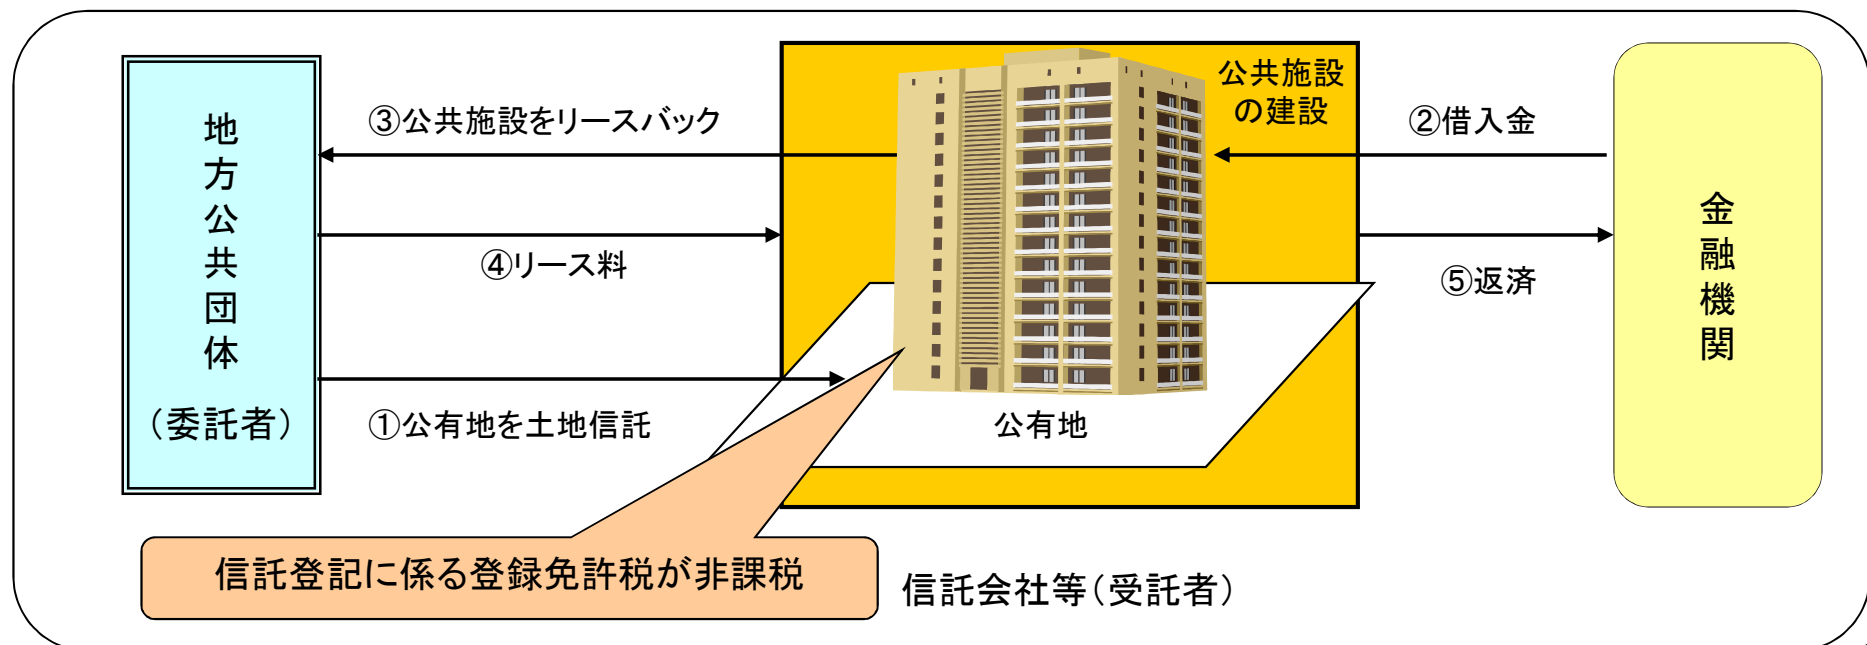 地方公共団体
(委託者)
③公共施設をリースバック
④リース料
①公有地を土地信託
公共施設
の建設
公有地
②借入金
⑤返済
金融機関
信託登記に係る登録免許税が非課税
信託会社等(受託者)